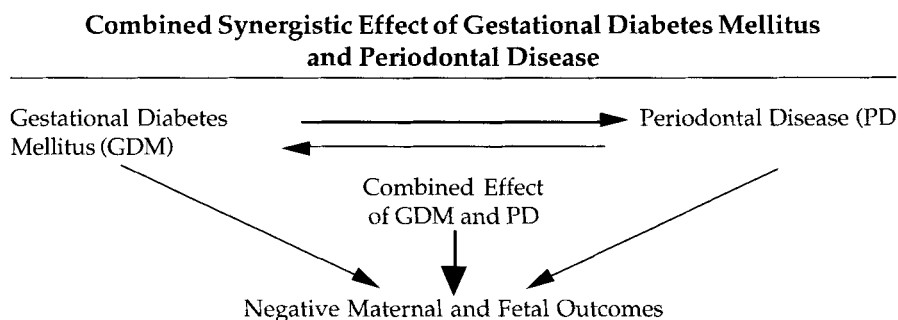 Combined Synergistic Effect of Gestational Diabetes Mellitus
and Periodontal Disease
Gestational Diabetes
Mellitus (GDM)
Periodontal Disease (PD
Combined Effect
of GDM and PD
Negative Maternal and Fetal Outcomes